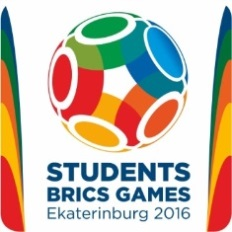 STUDENTS
BRICS GAMES
Ekaterinburg 2016